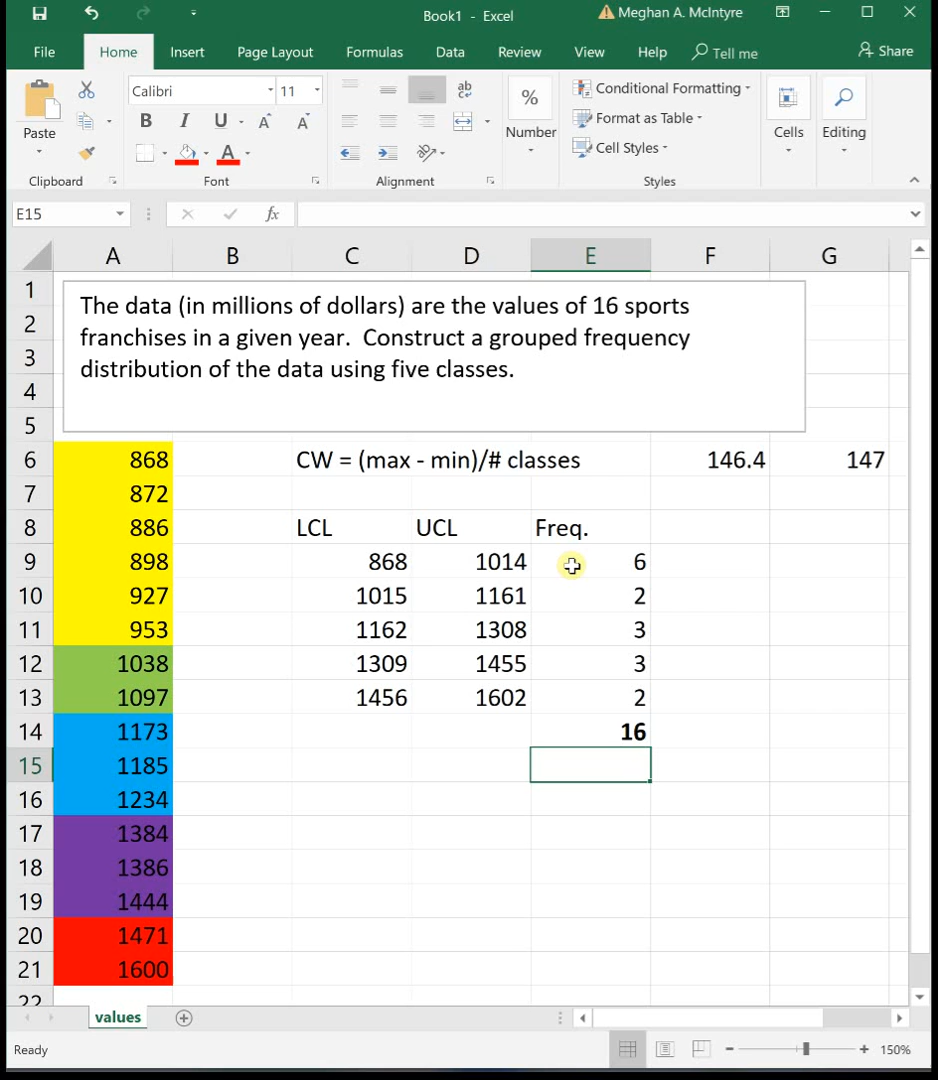 Book1 - Excel
Meghan A. McIntyre
File Home Insert Page Layout Formulas Data Review View Help Tell me Share
Calibri 11
Paste
B I U A A
A
ab
%
Number
Conditional Formatting
Format as Table
Cell Styles
Cells
Editing
Clipboard Font Alignment Styles
E15 fx
A B C D E F G
1
2
3
4
5
The data (in millions of dollars) are the values of 16 sports
franchises in a given year. Construct a grouped frequency
distribution of the data using five classes.
6 868 CW = (max - min)/# classes 146.4 147
7 872
8 886 LCL UCL Freq.
9 898 868 1014 6
10 927 1015 1161 2
11 953 1162 1308 3
12 1038 1309 1455 3
13 1097 1456 1602 2
14 1173 16
15 1185
16 1234
17 1384
18 1386
19 1444
20 1471
21 1600
22
values
Ready 150%